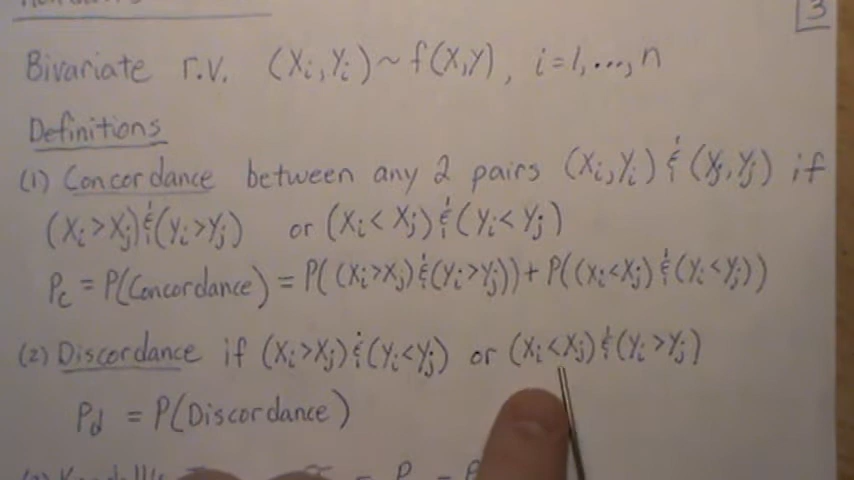 3
Bivariate r.v. (Xi,Yi) ~ f(X,Y), i=1,...,n
Definitions
(1) Concordance between any 2 pairs (Xi,Yi) & (Xj,Yj) if
(Xi>Xj)&(Yi>Yj) or (Xi<Xj)&(Yi<Yj)
Pc = P(Concordance) = P((Xi>Xj)&(Yi>Yj)) + P((Xi<Xj)&(Yi<Yj))
(2) Discordance if (Xi>Xj)&(Yi<Yj) or (Xi<Xj)&(Yi>Yj)
Pd = P(Discordance)